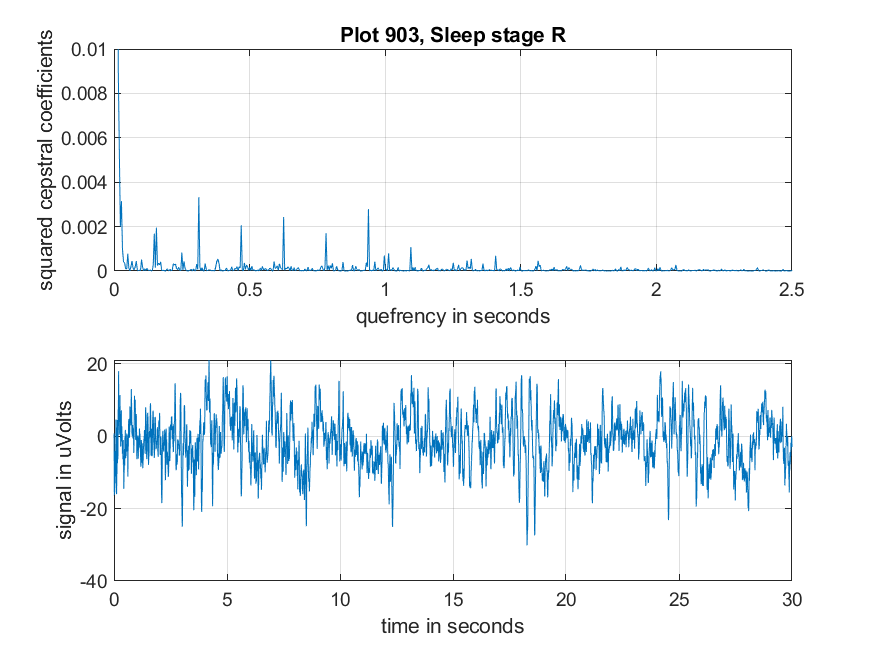 Plot 903, Sleep stage R
squared cepstral coefficients
0.01
0.008
0.006
0.004
0.002
0
0 0.5 1 1.5 2 2.5
quefrency in seconds
signal in uVolts
20
0
-20
-40
0 5 10 15 20 25 30
time in seconds